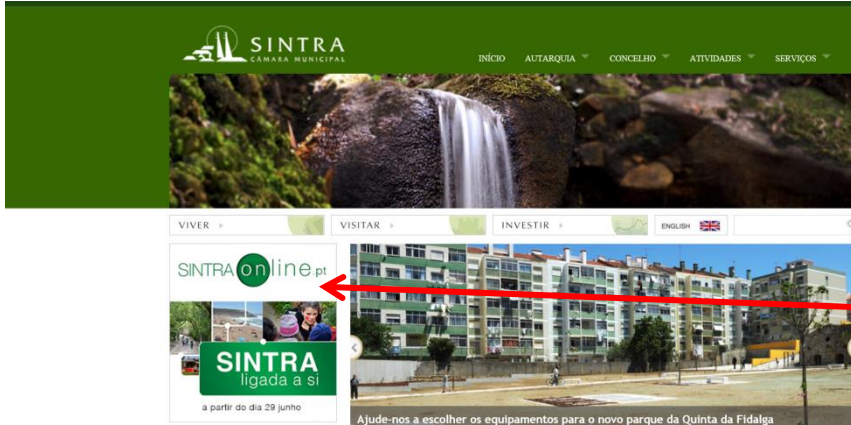 SINTRA
CÂMARA MUNICIPAL
INÍCIO AUTARQUIA CONCELHO ATIVIDADES SERVIÇOS
VIVER VISITAR INVESTIR ENGLISH
SINTRA online.pt
SINTRA
ligada a si
a partir do dia 29 junho
Ajude-nos a escolher os equipamentos para o novo parque da Quinta da Fidalga